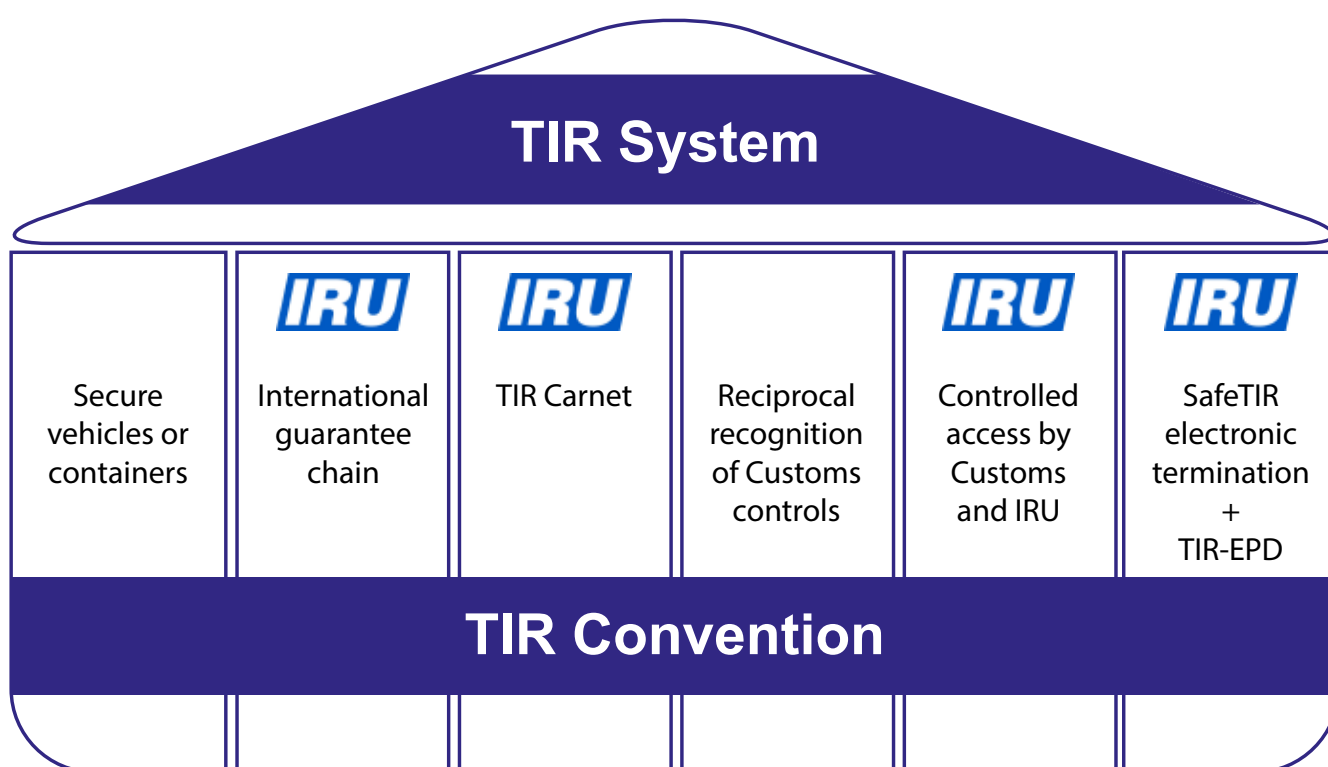 TIR System
Secure
vehicles or
containers
IRU
International
guarantee
chain
IRU
TIR Carnet
Reciprocal
recognition
of Customs
controls
IRU
Controlled
access by
Customs
and IRU
IRU
SafeTIR
electronic
termination
+
TIR-EPD
TIR Convention